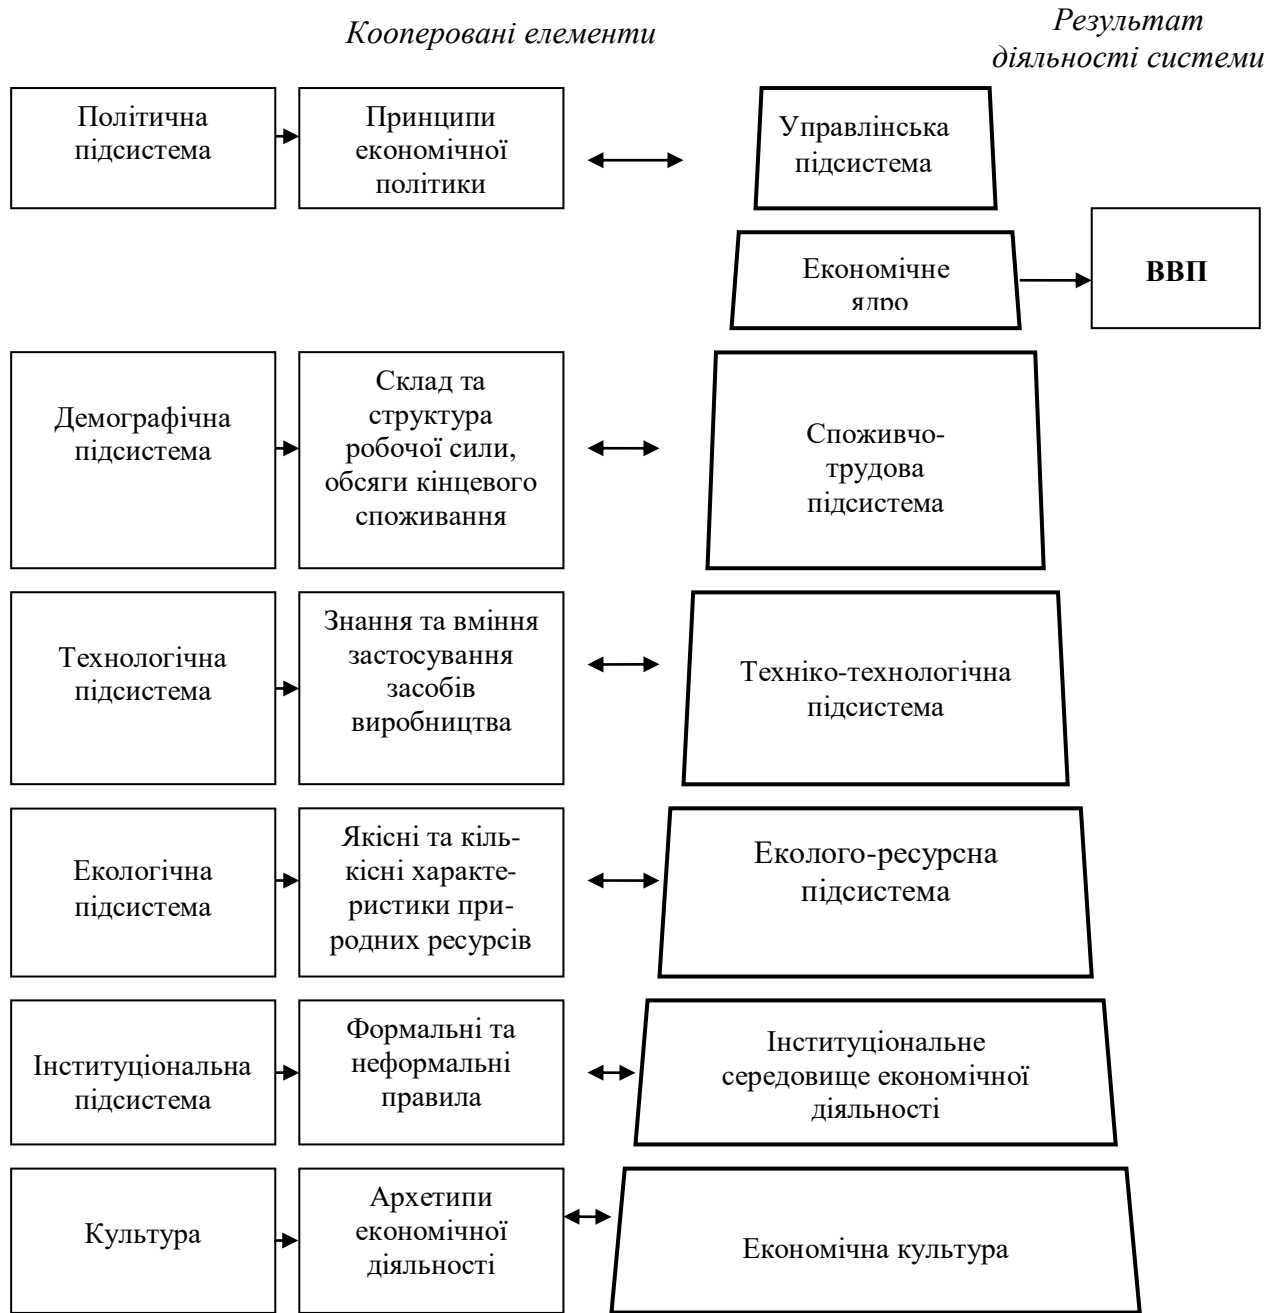 Кооперовані елементи
Результат
діяльності системи
Політична
підсистема
Принципи
економічної
політики
Управлінська
підсистема
Економічне
ядро
ВВП
Демографічна
підсистема
Склад та
структура
робочої сили,
обсяги кінцевого
споживання
Споживчо-
трудова
підсистема
Технологічна
підсистема
Знання та вміння
застосування
засобів
виробництва
Техніко-технологічна
підсистема
Екологічна
підсистема
Якісні та кіль-
кісні характе-
ристики при-
родних ресурсів
Еколого-ресурсна
підсистема
Інституціональна
підсистема
Формальні та
неформальні
правила
Інституціональне
середовище економічної
діяльності
Культура
Архетипи
економічної
діяльності
Економічна культура